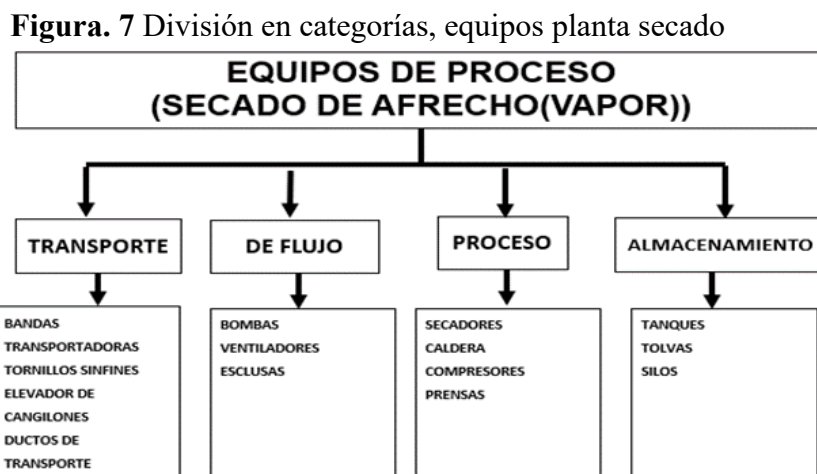 Figura. 7 División en categorías, equipos planta secado
EQUIPOS DE PROCESO
(SECADO DE AFRECHO(VAPOR))
TRANSPORTE
DE FLUJO
PROCESO
ALMACENAMIENTO
BANDAS
TRANSPORTADORAS
TORNILLOS SINFINES
ELEVADOR DE
CANGILONES
DUCTOS DE
TRANSPORTE
BOMBAS
VENTILADORES
ESCLUSAS
SECADORES
CALDERA
COMPRESORES
PRENSAS
TANQUES
TOLVAS
SILOS